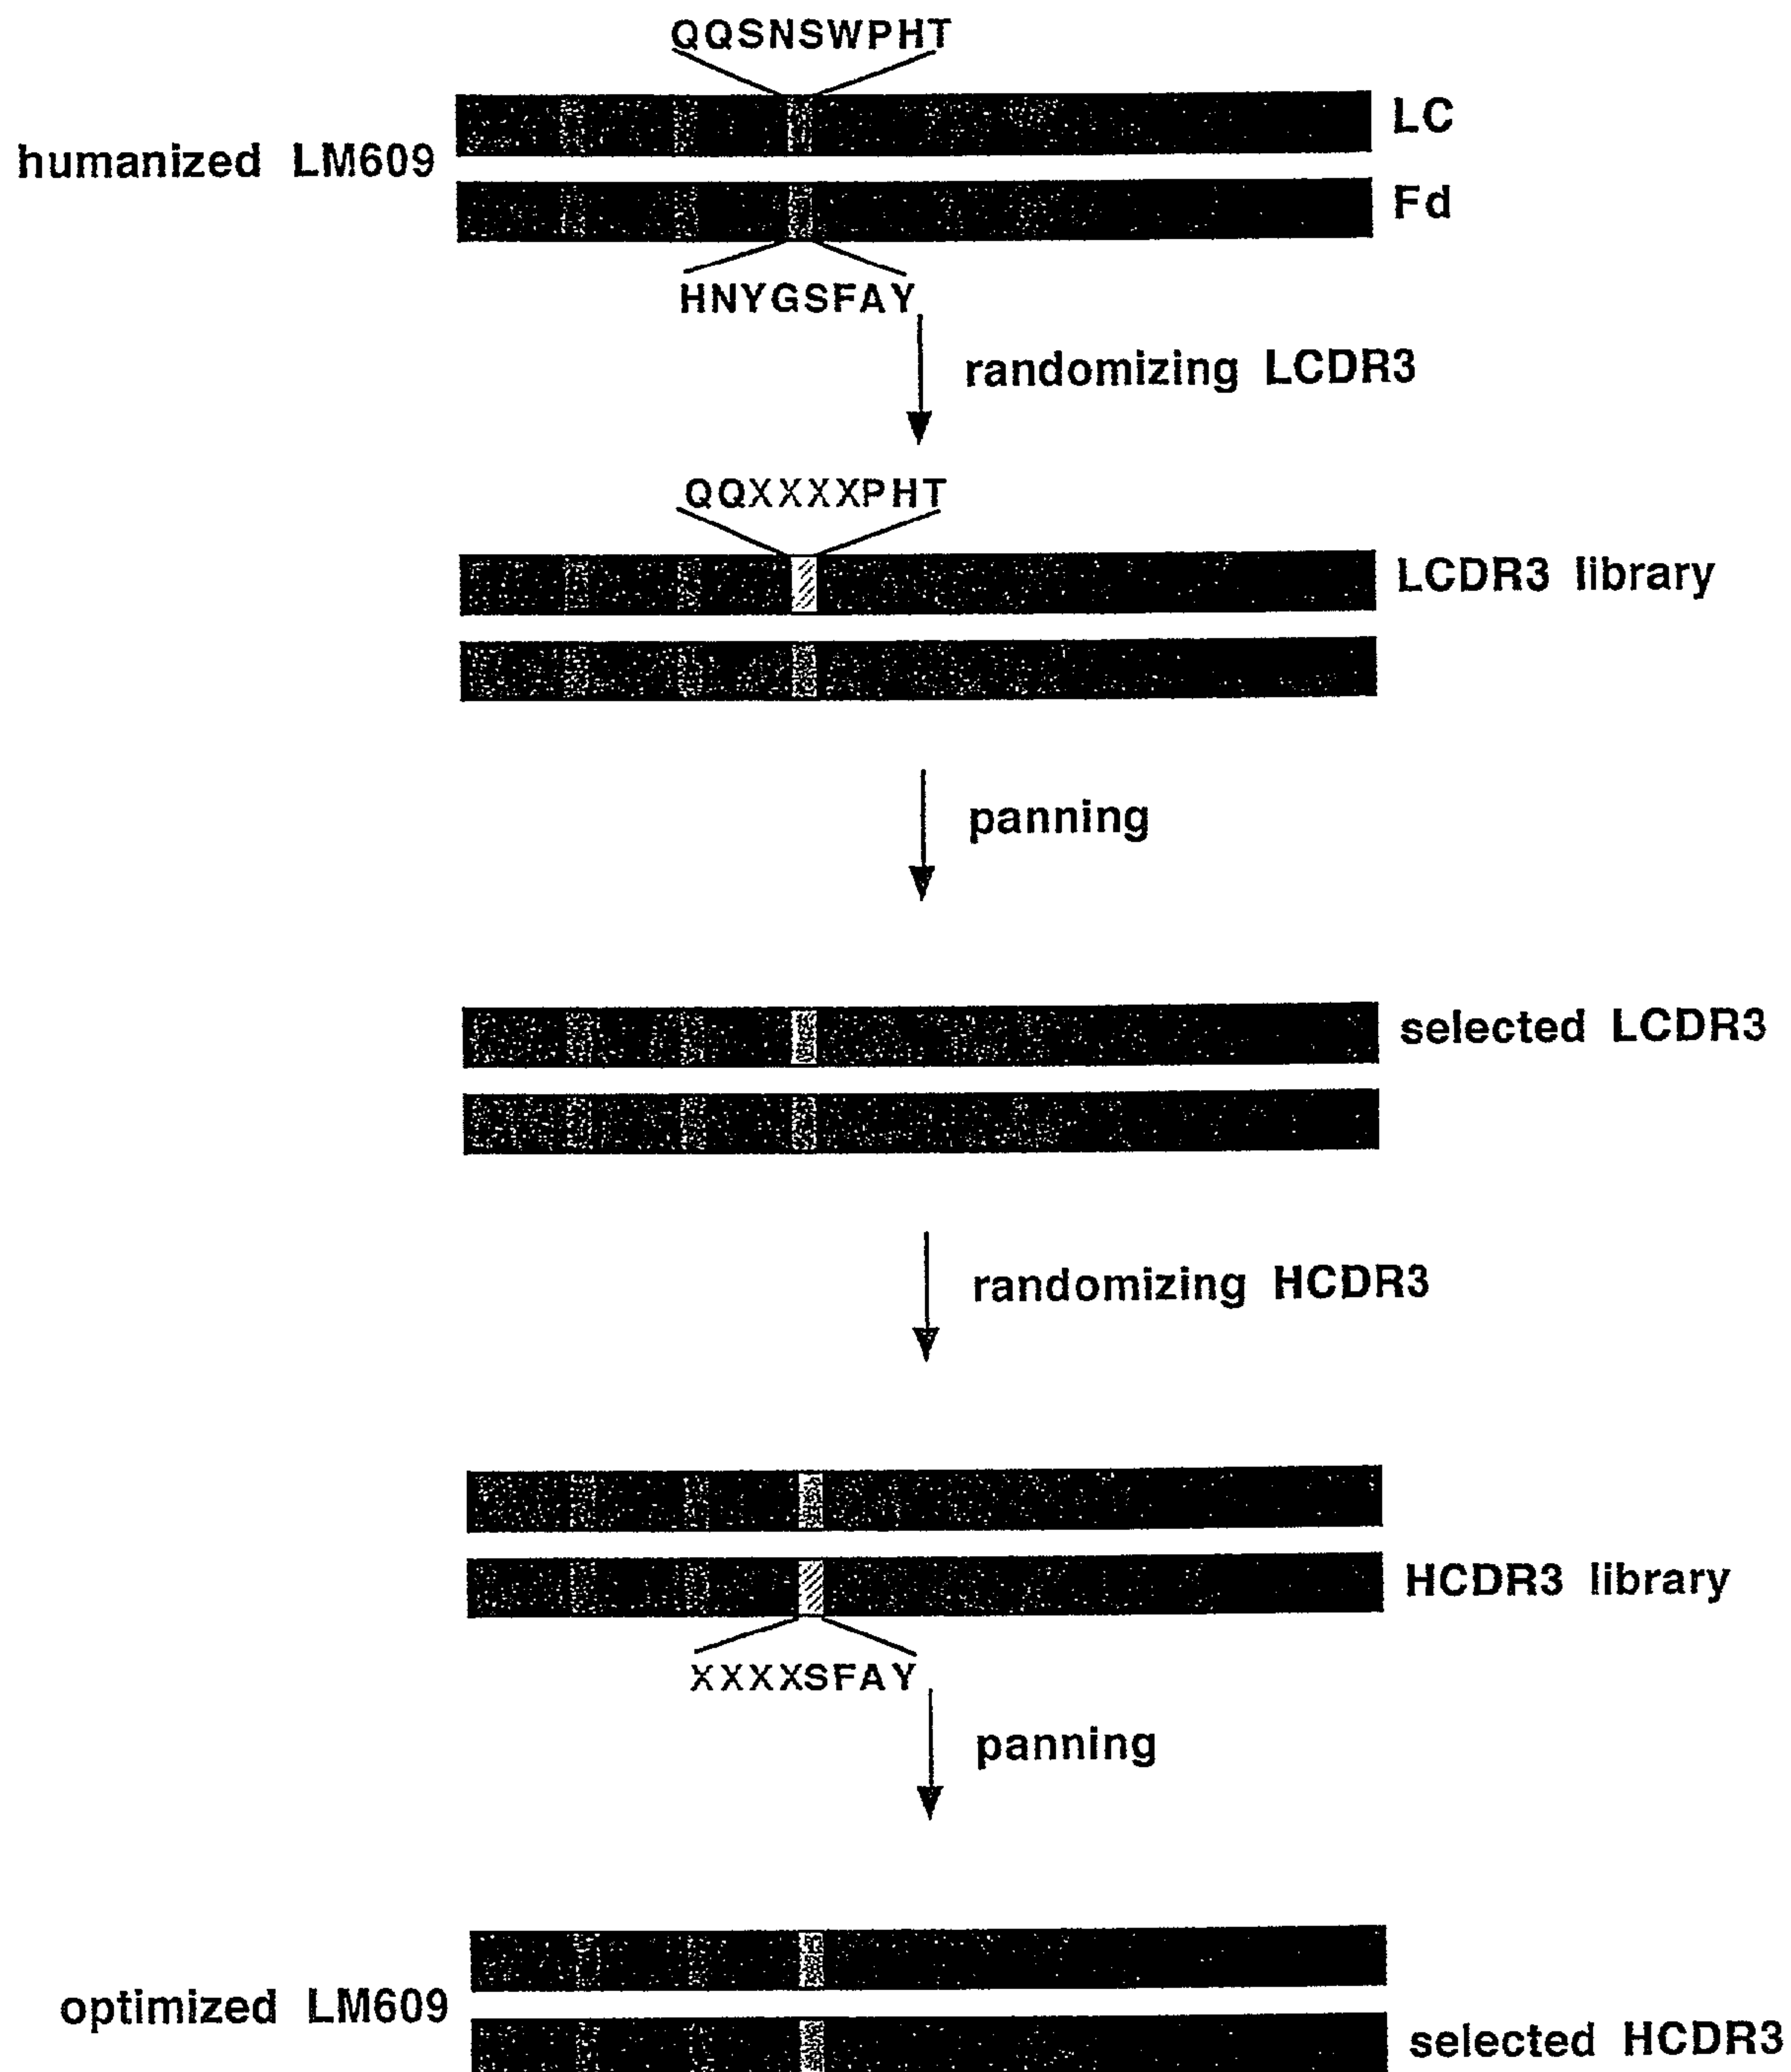 QQSNSWPHT
LC
humanized LM609
Fd
HNYGSFAY
randomizing LCDR3
QQXXXXPHT
LCDR3 library
panning
selected LCDR3
randomizing HCDR3
HCDR3 library
XXXXSFAY
panning
optimized LM609
selected HCDR3